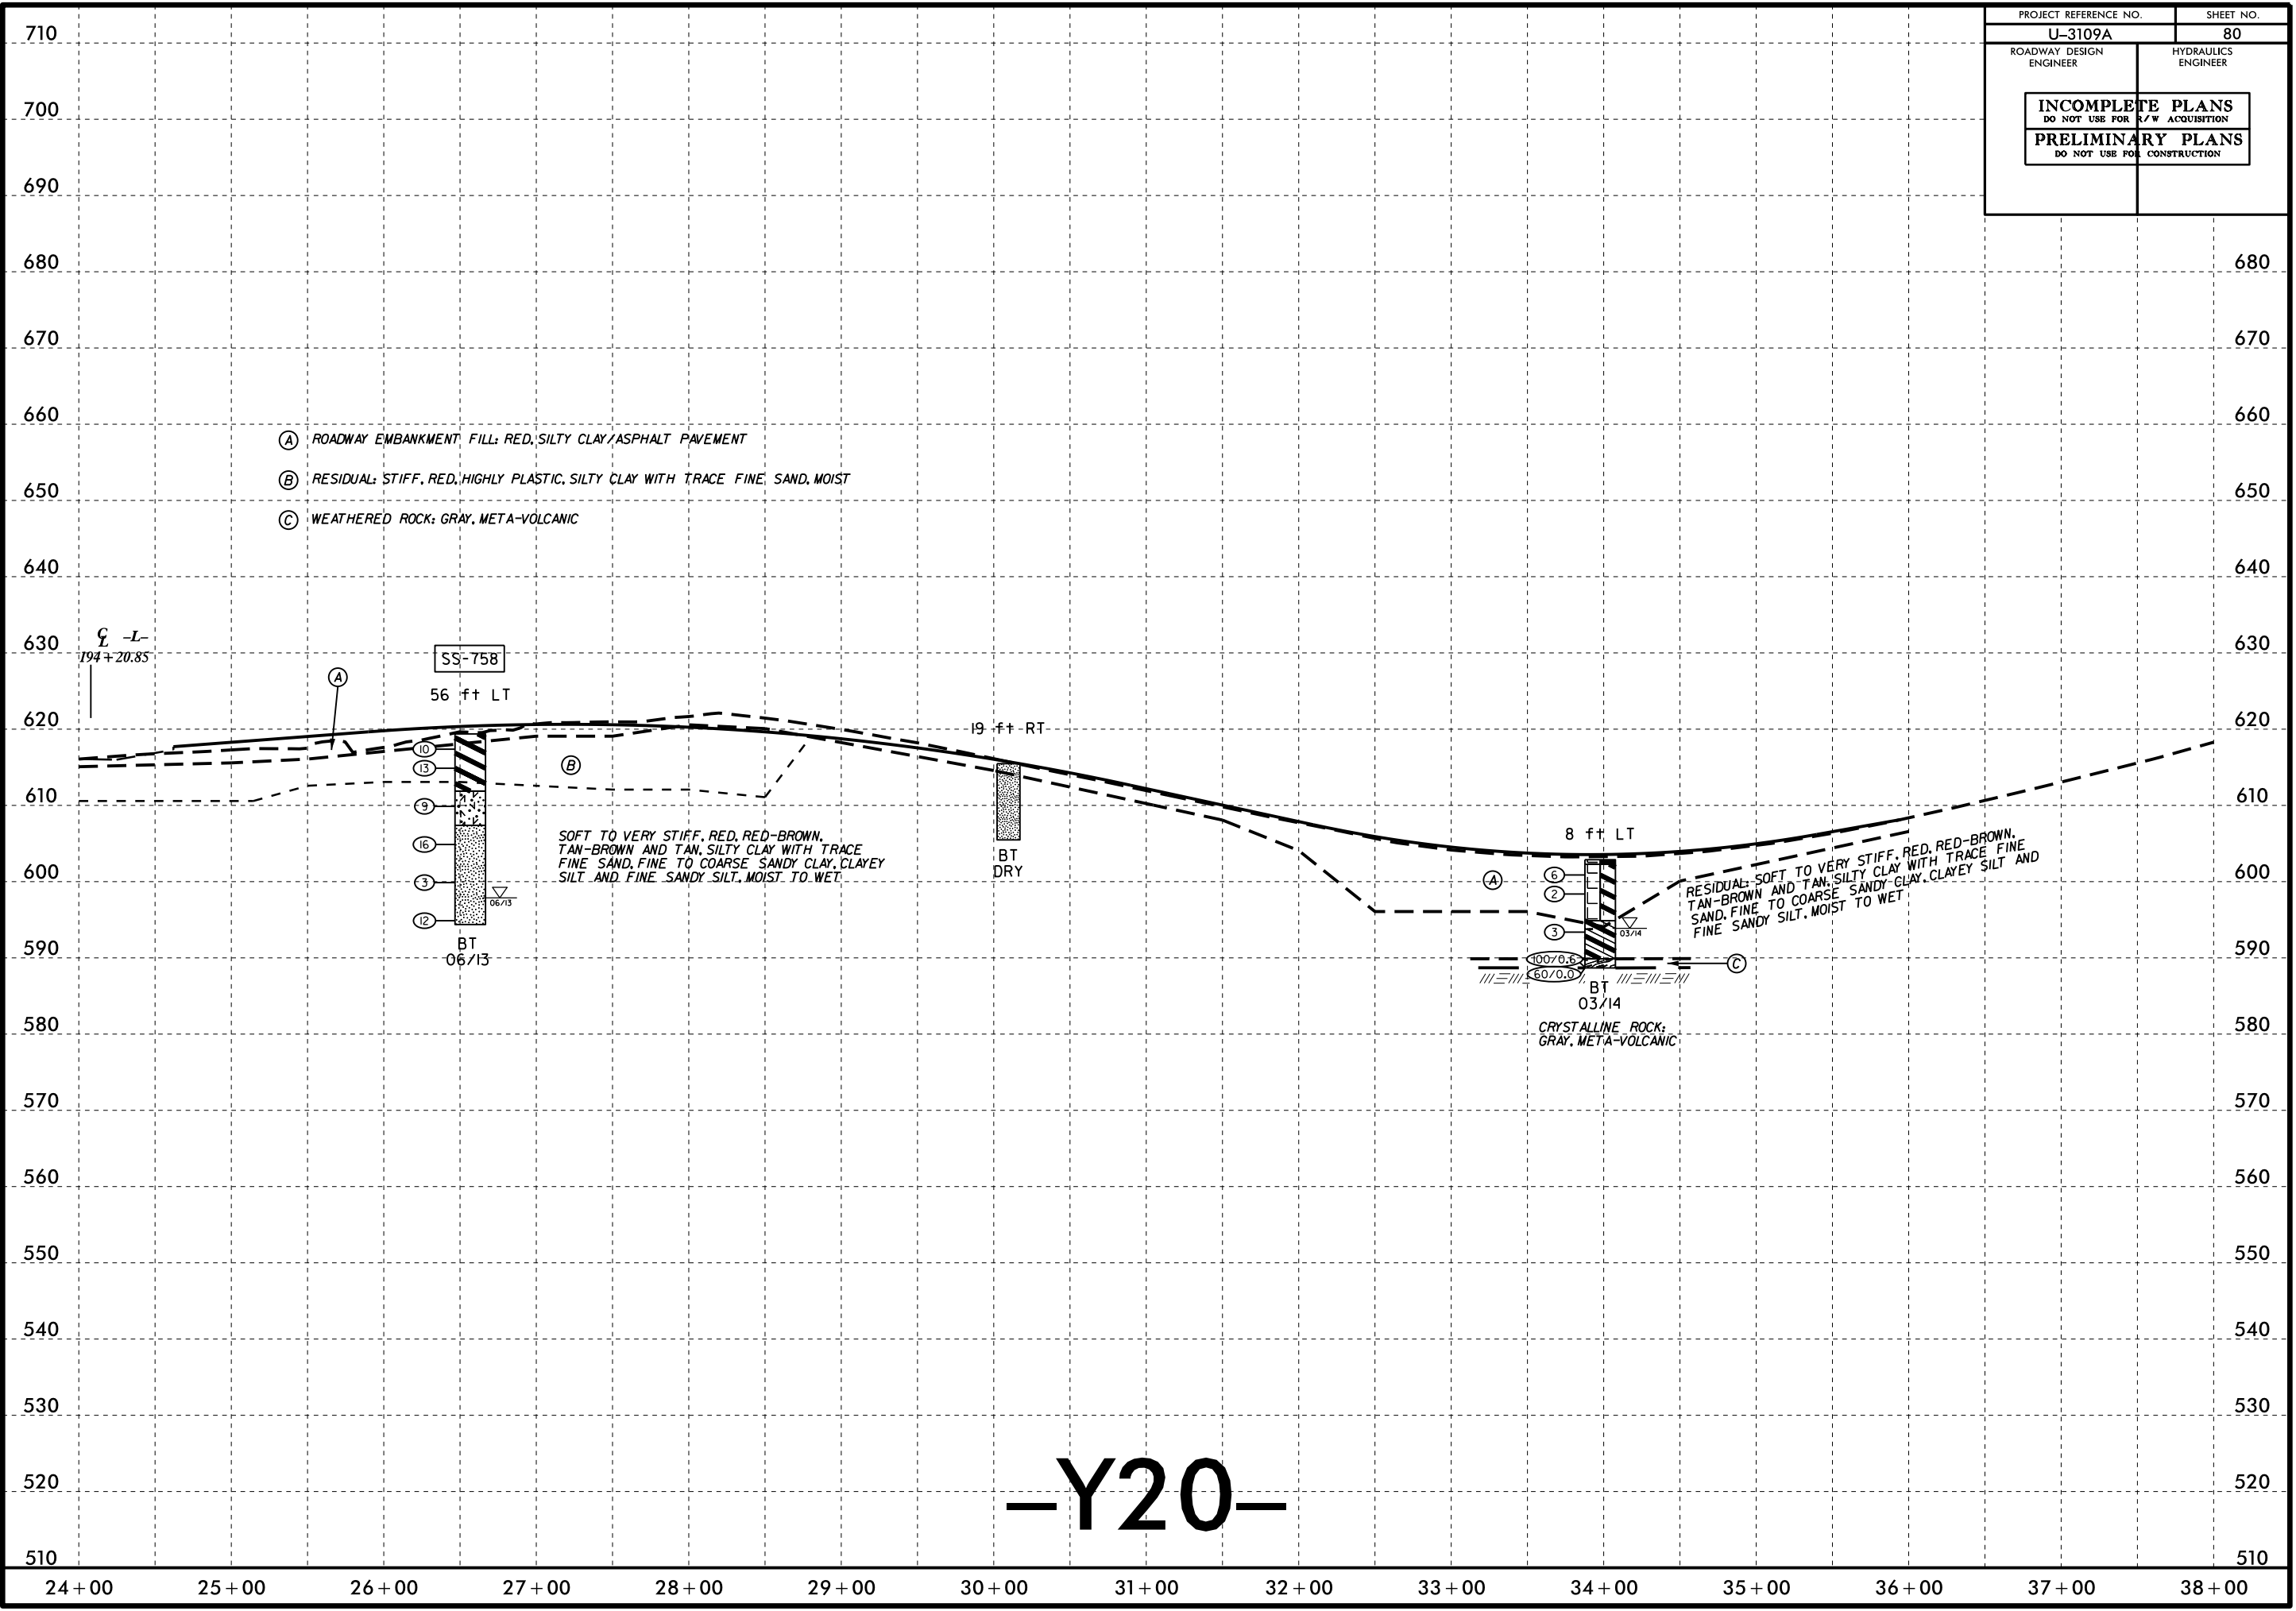 PROJECT REFERENCE NO. SHEET NO.
U–3109A 80
ROADWAY DESIGN ENGINEER
HYDRAULICS ENGINEER
INCOMPLETE PLANS
DO NOT USE FOR R/W ACQUISITION
PRELIMINARY PLANS
DO NOT USE FOR CONSTRUCTION
710
700
690
680 680
670 670
660 660
Ⓐ ROADWAY EMBANKMENT FILL: RED, SILTY CLAY/ASPHALT PAVEMENT
Ⓑ RESIDUAL: STIFF, RED, HIGHLY PLASTIC, SILTY CLAY WITH TRACE FINE SAND, MOIST
650 650
Ⓒ WEATHERED ROCK: GRAY, META-VOLCANIC
640 640
630 630
℄ –L–
194+20.85
SS-758
A
56 ft LT
620 620
19 ft RT
10
13
B
610 610
9
16
3
12
06/13
BT
06/13
SOFT TO VERY STIFF, RED, RED-BROWN,
TAN-BROWN AND TAN, SILTY CLAY WITH TRACE
FINE SAND, FINE TO COARSE SANDY CLAY, CLAYEY
SILT AND FINE SANDY SILT, MOIST TO WET
BT
DRY
8 ft LT
600 600
A
6
2
3
03/14
RESIDUAL: SOFT TO VERY STIFF, RED, RED-BROWN,
TAN-BROWN AND TAN, SILTY CLAY WITH TRACE FINE
SAND, FINE TO COARSE SANDY CLAY, CLAYEY SILT AND
FINE SANDY SILT, MOIST TO WET
590 590
100/0.6
60/0.0
C
BT
03/14
CRYSTALLINE ROCK:
GRAY, META-VOLCANIC
580 580
570 570
560 560
550 550
540 540
530 530
520 520
–Y20–
510 510
24+00 25+00 26+00 27+00 28+00 29+00 30+00 31+00 32+00 33+00 34+00 35+00 36+00 37+00 38+00